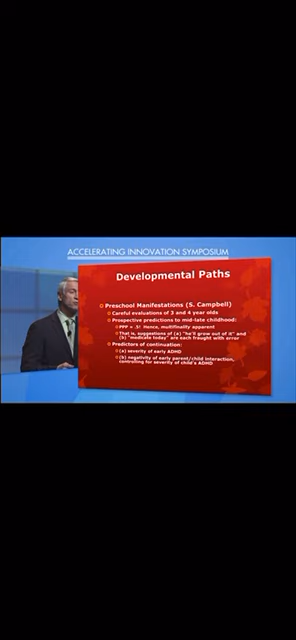 ACCELERATING INNOVATION SYMPOSIUM
Developmental Paths
Preschool Manifestations (S. Campbell)
Careful evaluations of 3 and 4 year olds
Prospective predictions to mid-late childhood:
PPP = .5! Hence, multifinality apparent
That is, suggestions of (a) "he'll grow out of it" and
(b) "medicate today" are each fraught with error
Predictors of continuation:
(a) severity of early ADHD
(b) negativity of early parent/child interaction,
controlling for severity of child's ADHD